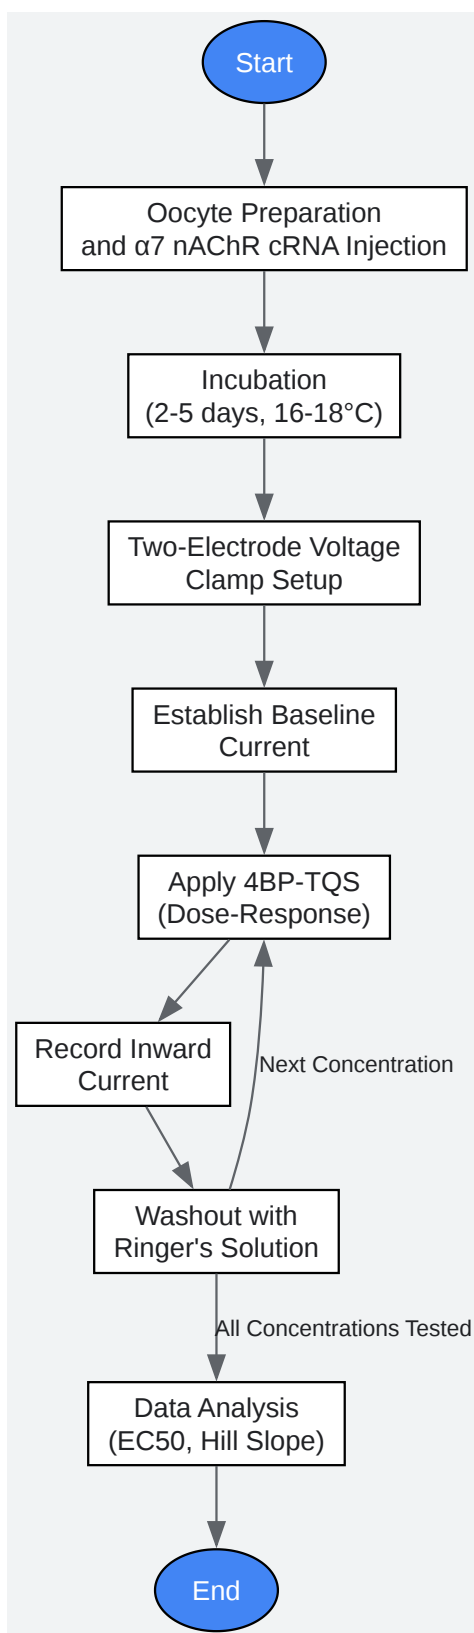 Start
Oocyte Preparation
and α7 nAChR cRNA Injection
Incubation
(2-5 days, 16-18°C)
Two-Electrode Voltage
Clamp Setup
Establish Baseline
Current
Apply 4BP-TQS
(Dose-Response)
Record Inward
Current
Next Concentration
Washout with
Ringer's Solution
All Concentrations Tested
Data Analysis
(EC50, Hill Slope)
End